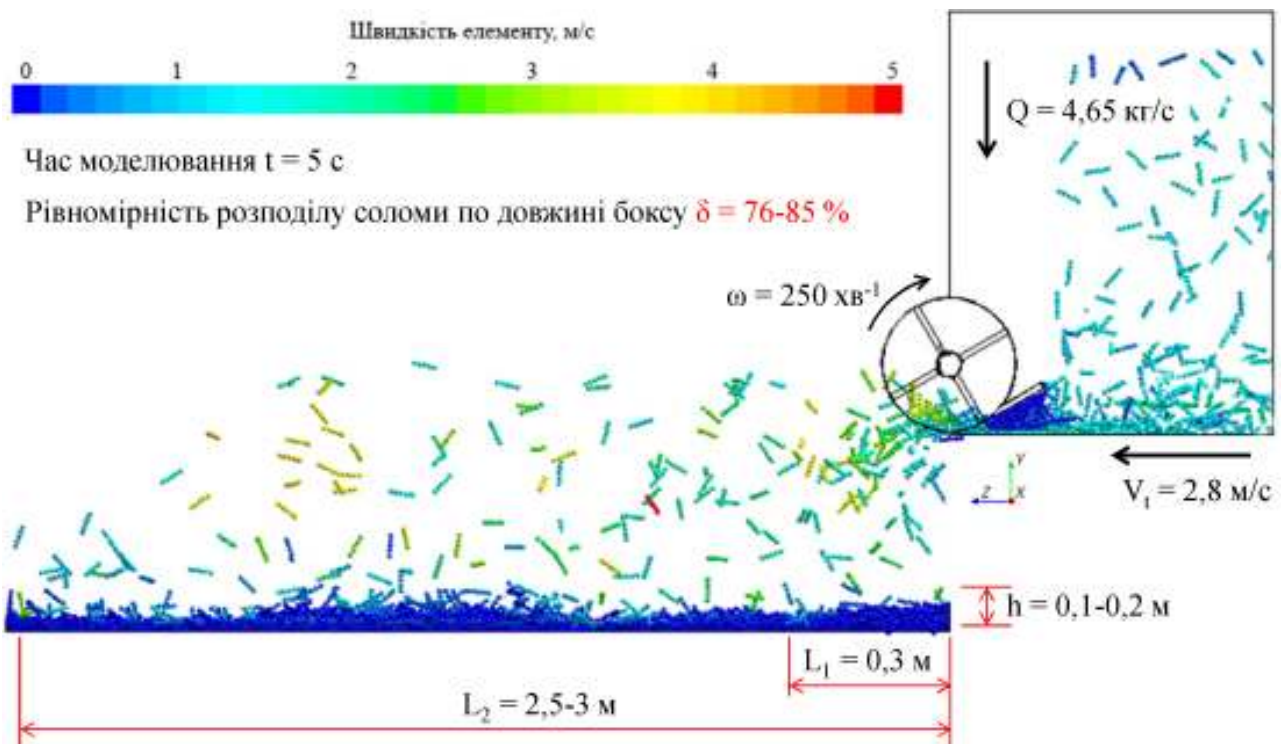 Швидкість елементу, м/с
0 1 2 3 4 5
Q = 4,65 кг/с
Час моделювання t = 5 с
Рівномірність розподілу соломи по довжині боксу δ = 76-85 %
ω = 250 хв⁻¹
Y
Z X
Vₜ = 2,8 м/с
h = 0,1-0,2 м
L₁ = 0,3 м
L₂ = 2,5-3 м